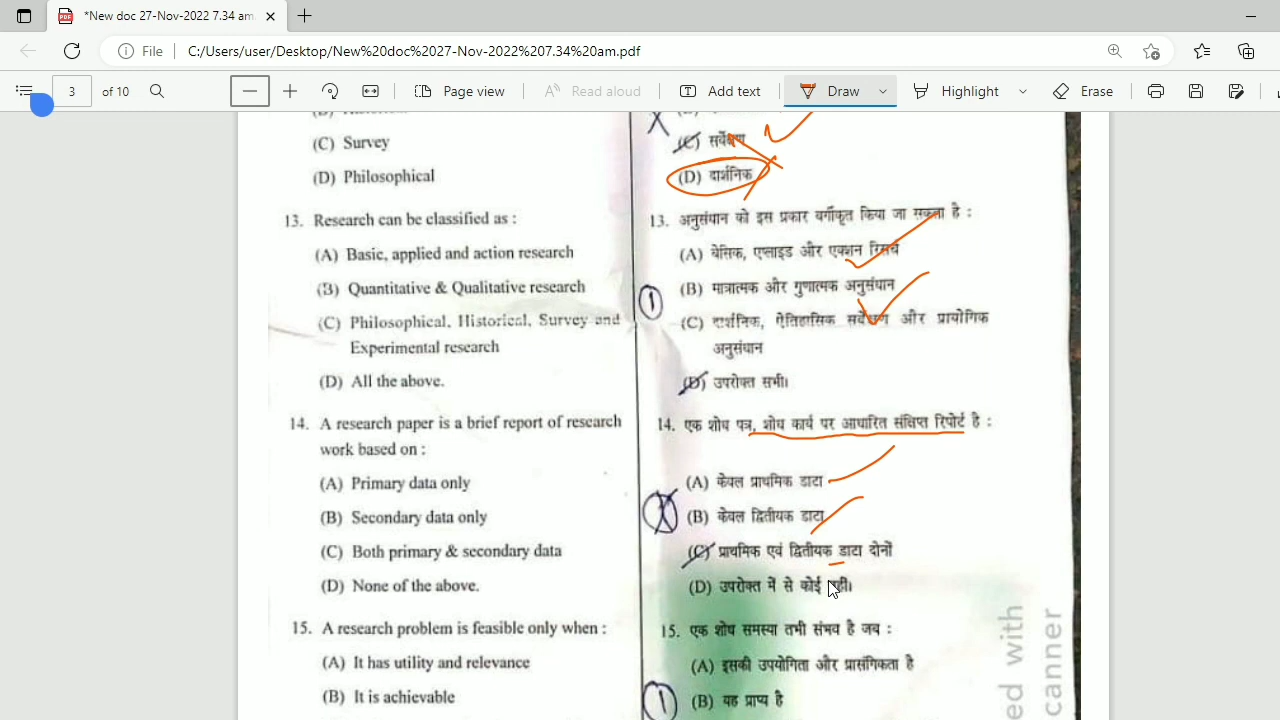 *New doc 27-Nov-2022 7.34 am
File
C:/Users/user/Desktop/New%20doc%2027-Nov-2022%207.34%20am.pdf
3 of 10
Page view
Read aloud
Add text
Draw
Highlight
Erase
(C) Survey
(D) Philosophical
13. Research can be classified as :
(A) Basic, applied and action research
(B) Quantitative & Qualitative research
(C) Philosophical, Historical, Survey and
Experimental research
(D) All the above.
14. A research paper is a brief report of research
work based on :
(A) Primary data only
(B) Secondary data only
(C) Both primary & secondary data
(D) None of the above.
15. A research problem is feasible only when :
(A) It has utility and relevance
(B) It is achievable
(C) सर्वेक्षण
(D) दार्शनिक
13. अनुसंधान को इस प्रकार वर्गीकृत किया जा सकता है :
(A) बेसिक, एप्लाइड और एक्शन रिसर्च
(B) मात्रात्मक और गुणात्मक अनुसंधान
(C) दार्शनिक, ऐतिहासिक सर्वेक्षण और प्रायोगिक
अनुसंधान
(D) उपरोक्त सभी।
14. एक शोध पत्र, शोध कार्य पर आधारित संक्षिप्त रिपोर्ट है :
(A) केवल प्राथमिक डाटा
(B) केवल द्वितीयक डाटा
(C) प्राथमिक एवं द्वितीयक डाटा दोनों
(D) उपरोक्त में से कोई नहीं।
15. एक शोध समस्या तभी संभव है जब :
(A) इसकी उपयोगिता और प्रासंगिकता है
(B) यह प्राप्य है
1
1
ed with
canner